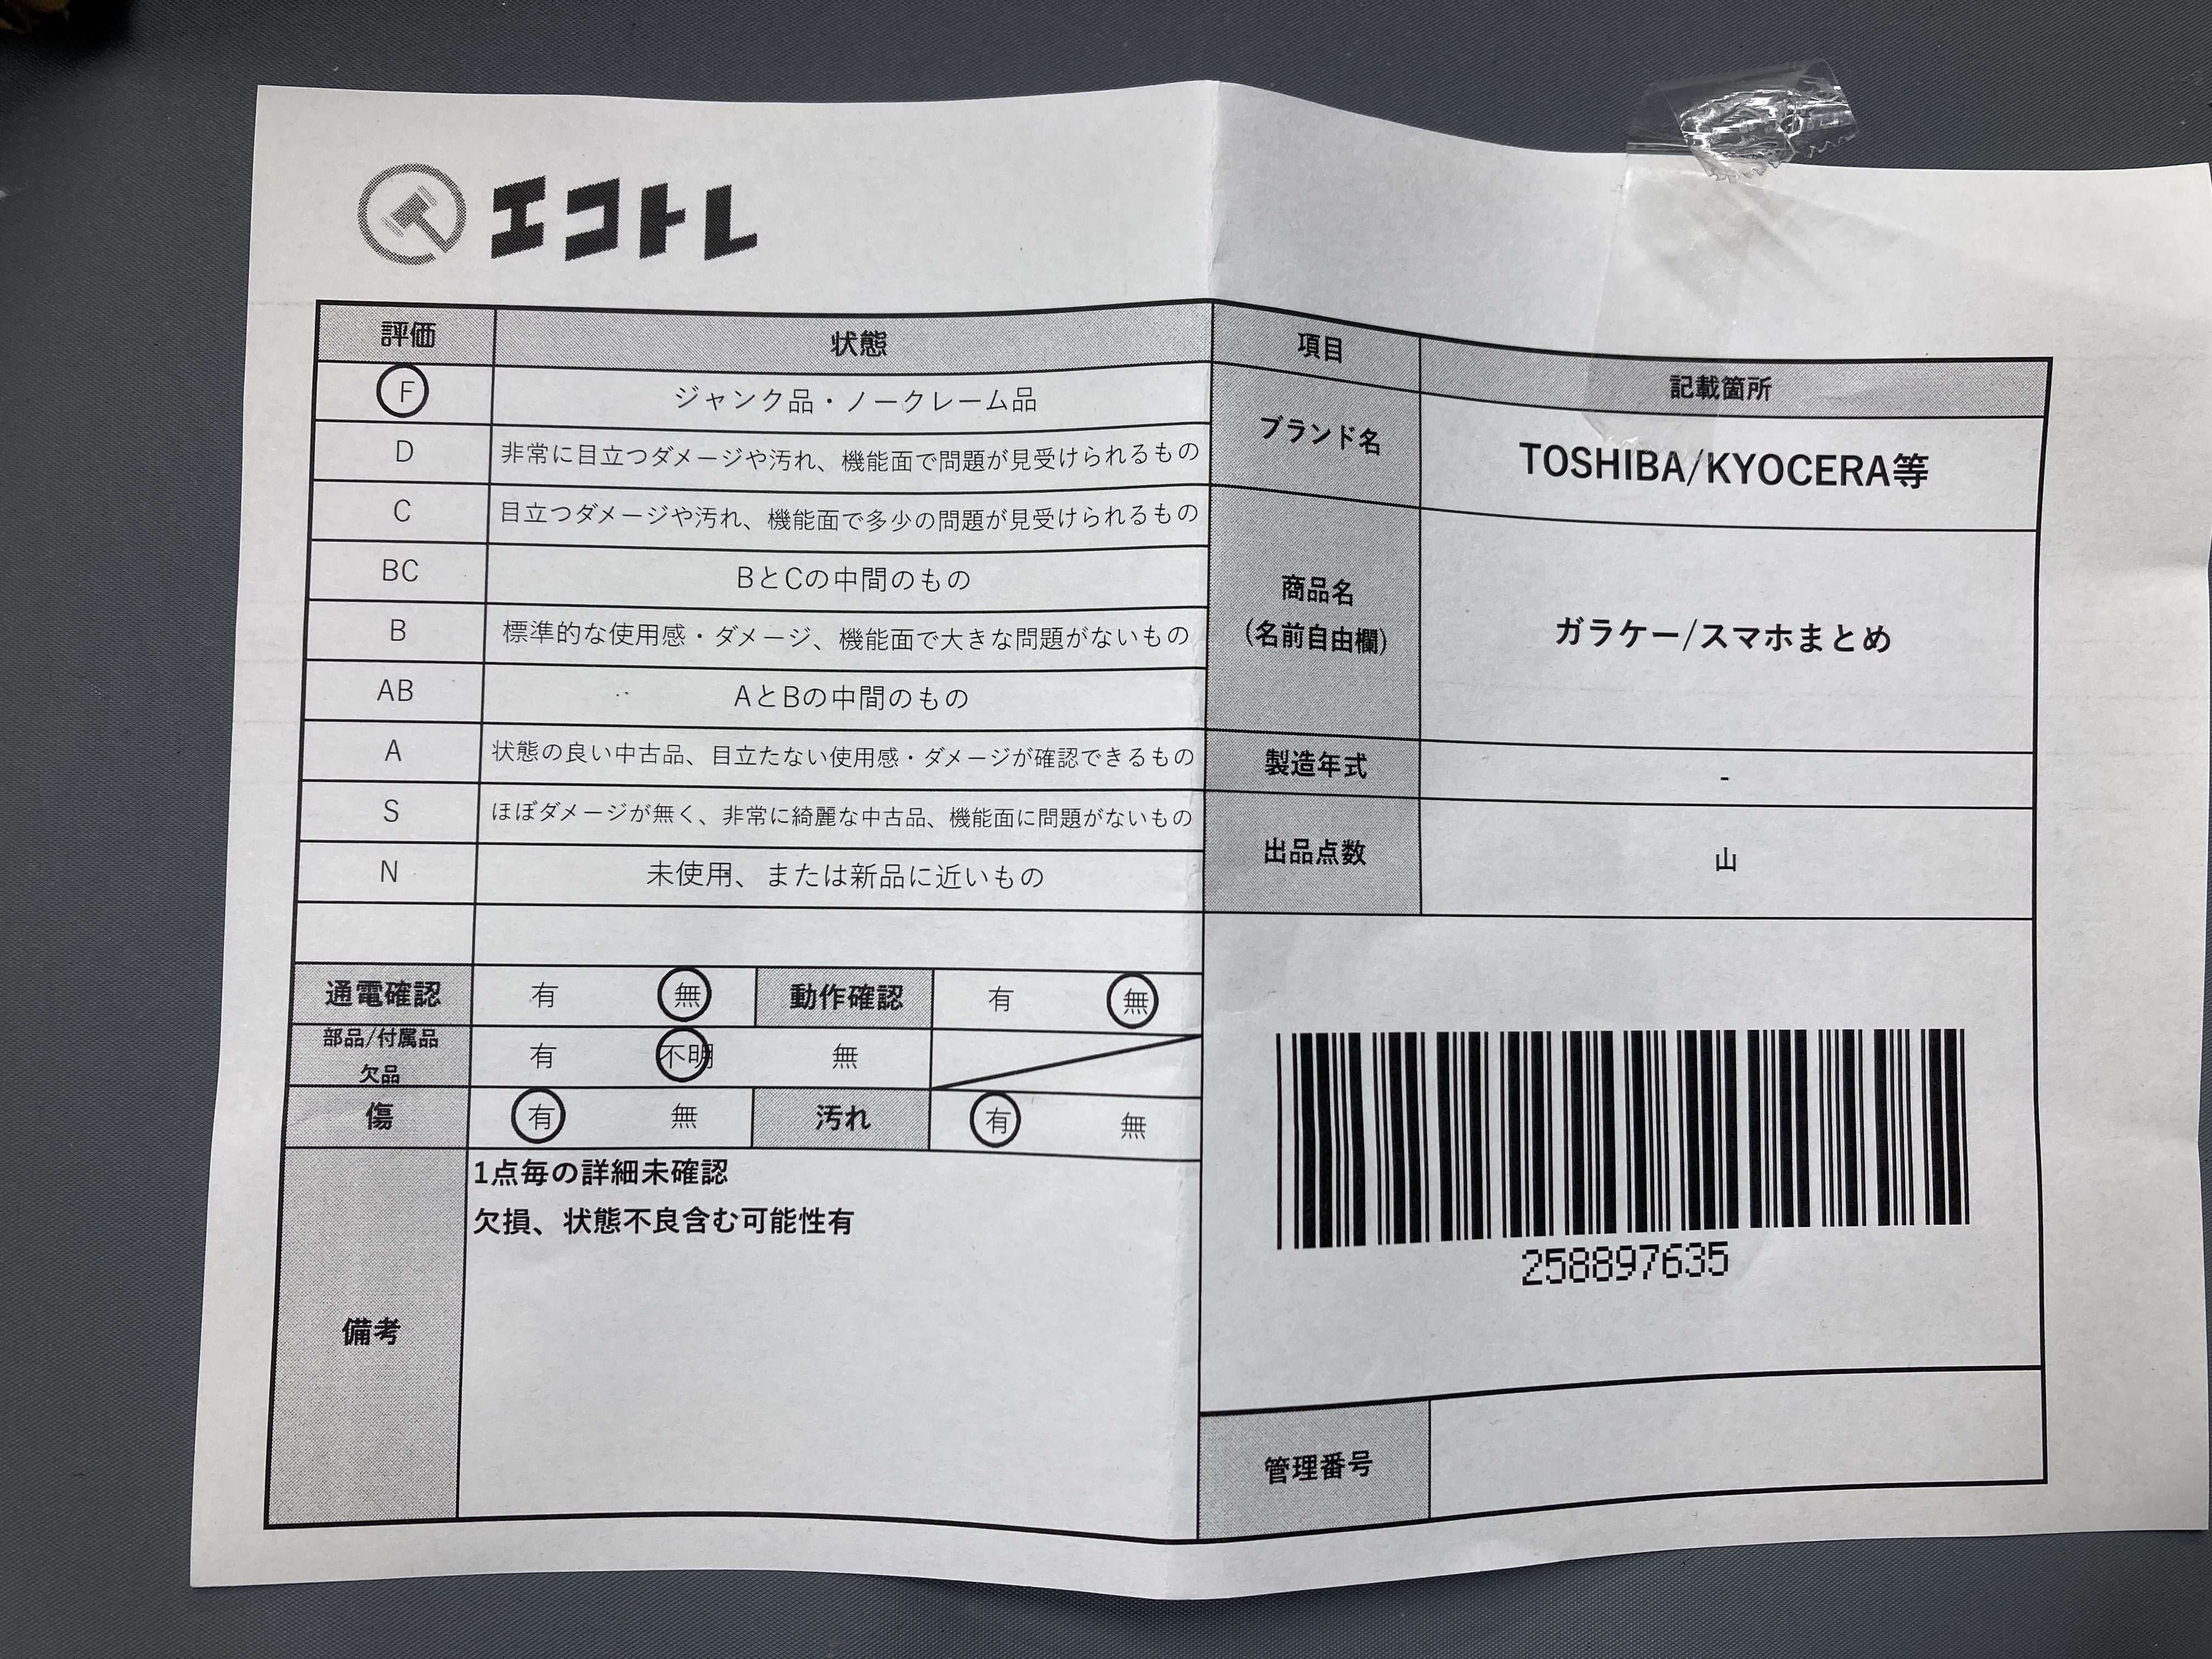 エコトレ
評価 状態
F ジャンク品・ノークレーム品
D 非常に目立つダメージや汚れ、機能面で問題が見受けられるもの
C 目立つダメージや汚れ、機能面で多少の問題が見受けられるもの
BC BとCの中間のもの
B 標準的な使用感・ダメージ、機能面で大きな問題がないもの
AB AとBの中間のもの
A 状態の良い中古品、目立たない使用感・ダメージが確認できるもの
S ほぼダメージが無く、非常に綺麗な中古品、機能面に問題がないもの
N 未使用、または新品に近いもの
通電確認 有 無 動作確認 有 無
部品/付属品
欠品 有 不明 無
傷 有 無 汚れ 有 無
備考
1点毎の詳細未確認
欠損、状態不良含む可能性有
項目 記載箇所
ブランド名 TOSHIBA/KYOCERA等
商品名
(名前自由欄) ガラケー/スマホまとめ
製造年式 -
出品点数 山
258897635
管理番号